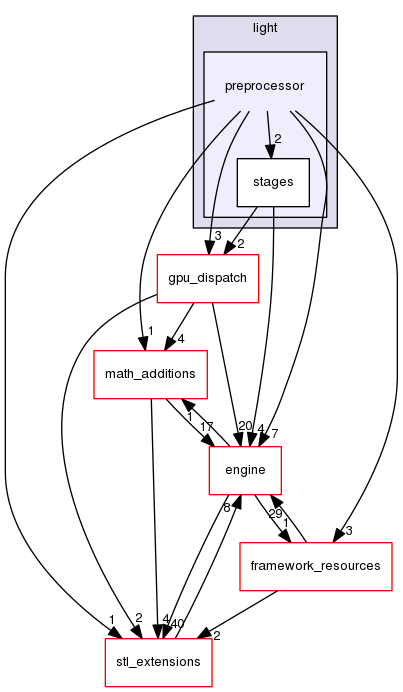 light
preprocessor
2
stages
3
2
gpu_dispatch
1
4
math_additions
1
17
20
4
7
engine
8
29
1
3
framework_resources
1
2
4
40
2
stl_extensions